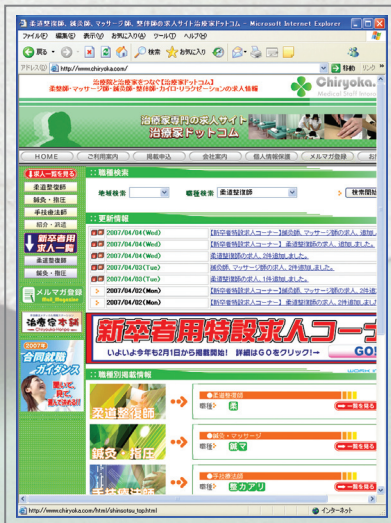 柔道整復師、鍼灸師、マッサージ師、整体師の求人サイト治療家ドットコム - Microsoft Internet Explorer
ファイル(F) 編集(E) 表示(V) お気に入り(A) ツール(T) ヘルプ(H)
戻る 検索 お気に入り
アドレス(D) http://www.chiryoka.com/ 移動 リンク
治療院と治療家をつなぐ【治療家ドットコム】
柔整師・マッサージ師・鍼灸師・整体師・カイロ・リラクゼーションの求人情報
Chiryoka.
治療家専門の求人サイト
治療家ドットコム
HOME ご利用案内 掲載申込 会社案内 個人情報保護 メルマガ登録 お
求人一覧を見る
柔道整復師
鍼灸・指圧
手技療法師
紹介・派遣
新卒者用
求人一覧
柔道整復師
鍼灸・指圧
メルマガ登録
Mail Magazine
治療家本舗
2007年
合同就職
ガイダンス
聞いて、
見て、
::職種検索
地域検索 職種検索 柔道整復師 検索開始
::更新情報
2007/04/04(Wed) 【新卒者特設求人コーナー】鍼灸師、マッサージ師の求人、追加
2007/04/04(Wed) 【新卒者特設求人コーナー】柔道整復師の求人、追加しました。
2007/04/04(Wed) 柔道整復師の求人、2件追加しました。
2007/04/03(Tue) 鍼灸師、マッサージ師の求人、2件追加しました。
2007/04/03(Tue) 柔道整復師の求人、1件追加しました。
2007/04/02(Mon) 【新卒者特設求人コーナー】鍼灸師、マッサージ師の求人、2件追
2007/04/02(Mon) 【新卒者特設求人コーナー】柔道整復師の求人、2件追加しま
新卒者用特設求人コーナ
いよいよ今年も2月1日から掲載開始! 詳細はGOをクリック!→ GO!
::職種別掲載情報
柔道整復師
●柔道整復師
職種> 柔 一覧を見る
鍼灸・指圧
●鍼灸・マッサージ
職種> 鍼マ 一覧を見る
手技療法師
●手技療法師
職種> 整カアリ 一覧を見る
http://www.chiryoka.com/html/shinsotsu_top.html インターネット